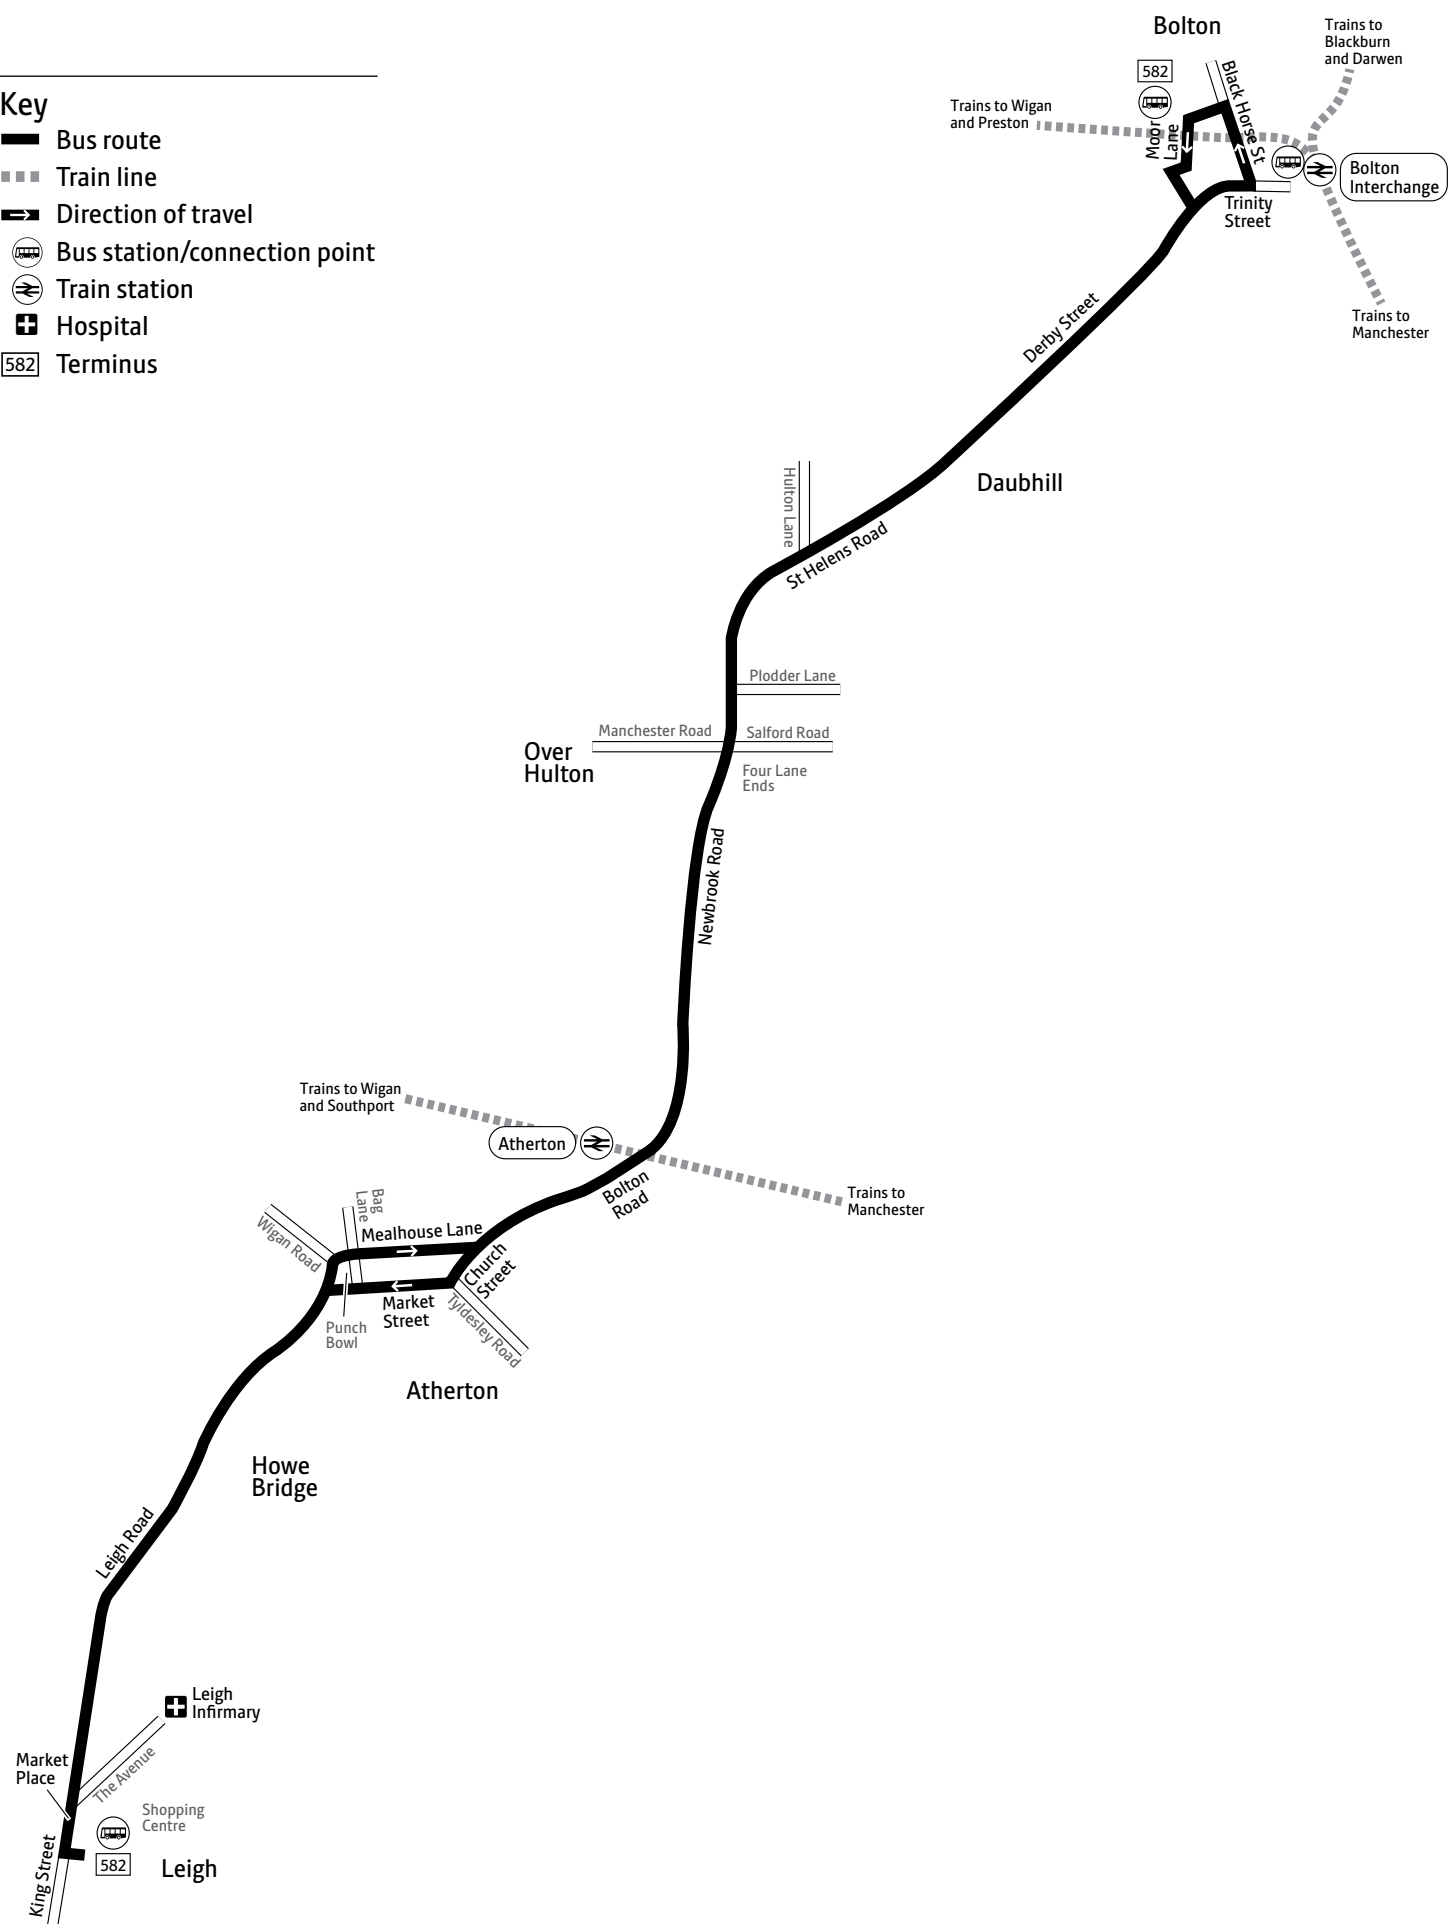 Key
Bus route
Train line
Direction of travel
Bus station/connection point
Train station
Hospital
582 Terminus
Bolton
582
Trains to
Blackburn
and Darwen
Trains to Wigan
and Preston
Moor
Lane
Black Horse St
Bolton
Interchange
Trinity
Street
Trains to
Manchester
Derby Street
Daubhill
Hulton Lane
St Helens Road
Plodder Lane
Manchester Road
Salford Road
Over
Hulton
Four Lane
Ends
Newbrook Road
Trains to Wigan
and Southport
Atherton
Bolton
Road
Trains to
Manchester
Bag
Lane
Wigan Road
Mealhouse Lane
Church
Street
Market
Street
Punch
Bowl
Tyldesley Road
Atherton
Howe
Bridge
Leigh Road
Leigh
Infirmary
The Avenue
Market
Place
Shopping
Centre
582
Leigh
King Street